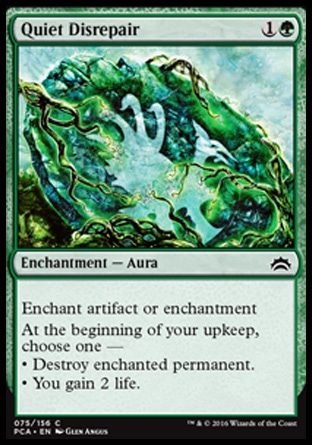 Quiet Disrepair 1
Enchantment — Aura
Enchant artifact or enchantment
At the beginning of your upkeep,
choose one —
• Destroy enchanted permanent.
• You gain 2 life.
075/156 C
PCA • EN GLEN ANGUS
™ & © 2016 Wizards of the Coast